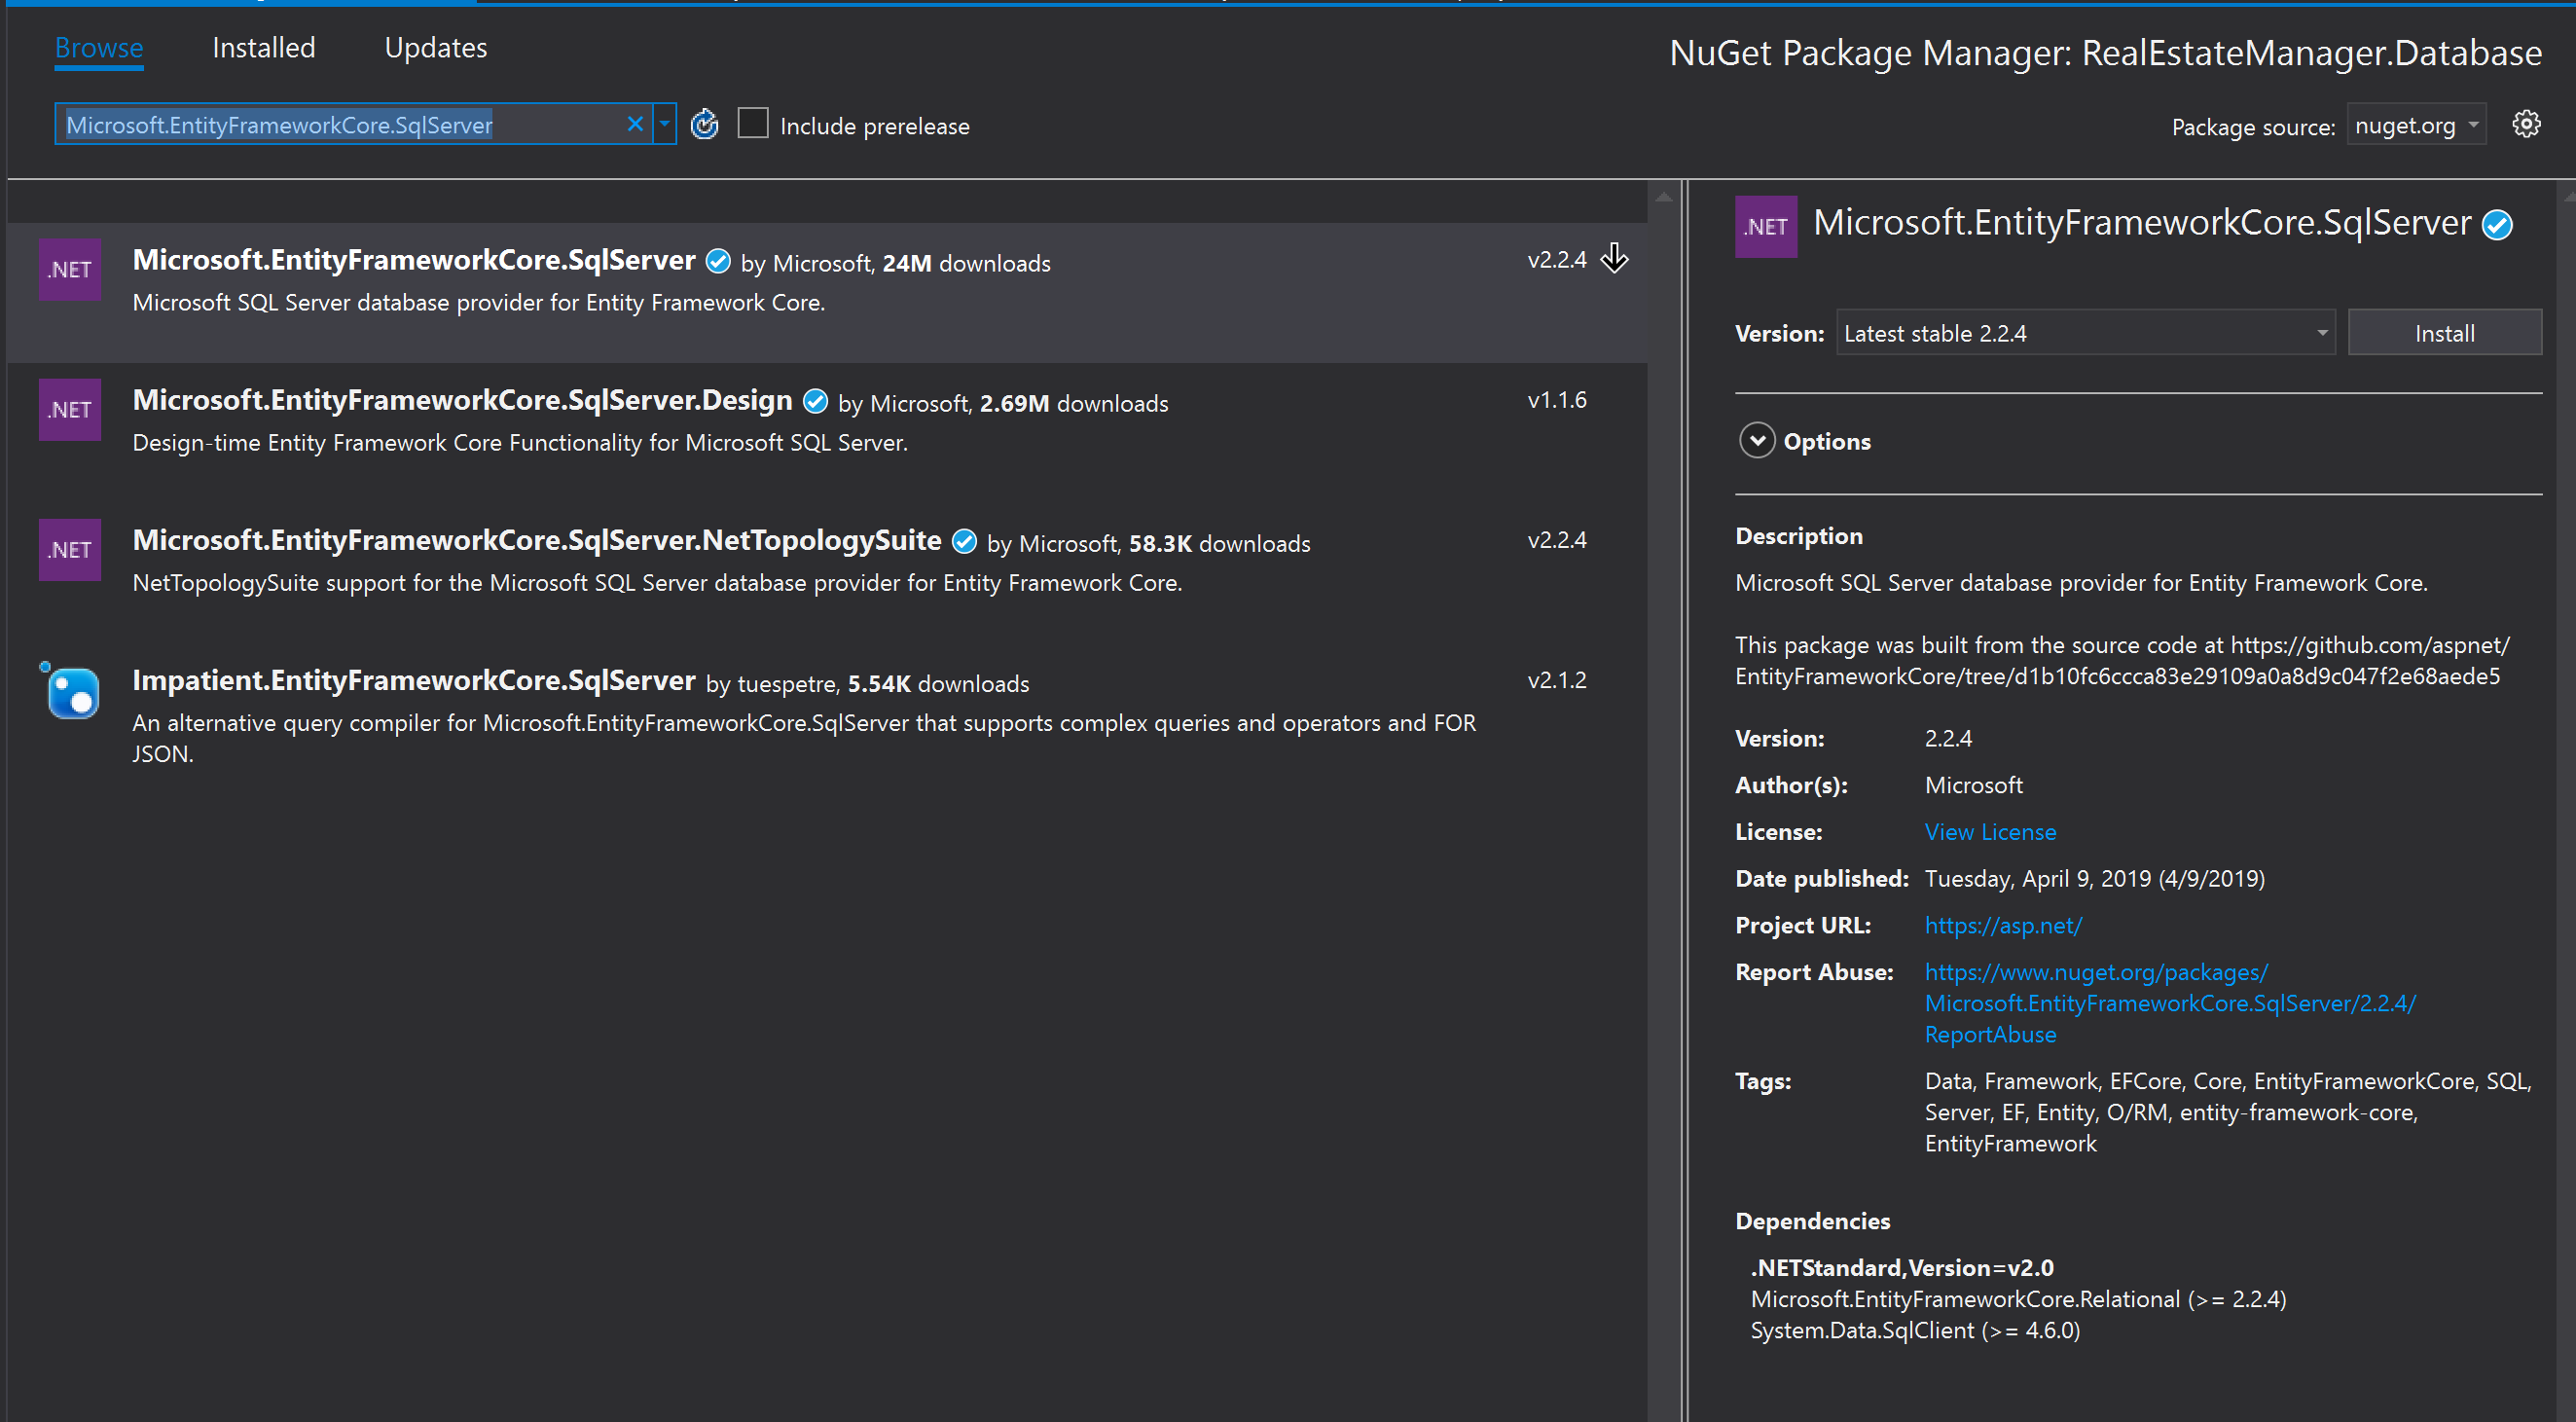 Browse Installed Updates
NuGet Package Manager: RealEstateManager.Database
Microsoft.EntityFrameworkCore.SqlServer
Include prerelease
Package source: nuget.org
.NET
Microsoft.EntityFrameworkCore.SqlServer by Microsoft, 24M downloads
v2.2.4
Microsoft SQL Server database provider for Entity Framework Core.
.NET
Microsoft.EntityFrameworkCore.SqlServer.Design by Microsoft, 2.69M downloads
v1.1.6
Design-time Entity Framework Core Functionality for Microsoft SQL Server.
.NET
Microsoft.EntityFrameworkCore.SqlServer.NetTopologySuite by Microsoft, 58.3K downloads
v2.2.4
NetTopologySuite support for the Microsoft SQL Server database provider for Entity Framework Core.
Impatient.EntityFrameworkCore.SqlServer by tuespetre, 5.54K downloads
v2.1.2
An alternative query compiler for Microsoft.EntityFrameworkCore.SqlServer that supports complex queries and operators and FOR
JSON.
.NET
Microsoft.EntityFrameworkCore.SqlServer
Version: Latest stable 2.2.4 Install
Options
Description
Microsoft SQL Server database provider for Entity Framework Core.
This package was built from the source code at https://github.com/aspnet/
EntityFrameworkCore/tree/d1b10fc6ccca83e29109a0a8d9c047f2e68aede5
Version: 2.2.4
Author(s): Microsoft
License: View License
Date published: Tuesday, April 9, 2019 (4/9/2019)
Project URL: https://asp.net/
Report Abuse: https://www.nuget.org/packages/
Microsoft.EntityFrameworkCore.SqlServer/2.2.4/
ReportAbuse
Tags: Data, Framework, EFCore, Core, EntityFrameworkCore, SQL,
Server, EF, Entity, O/RM, entity-framework-core,
EntityFramework
Dependencies
.NETStandard,Version=v2.0
Microsoft.EntityFrameworkCore.Relational (>= 2.2.4)
System.Data.SqlClient (>= 4.6.0)